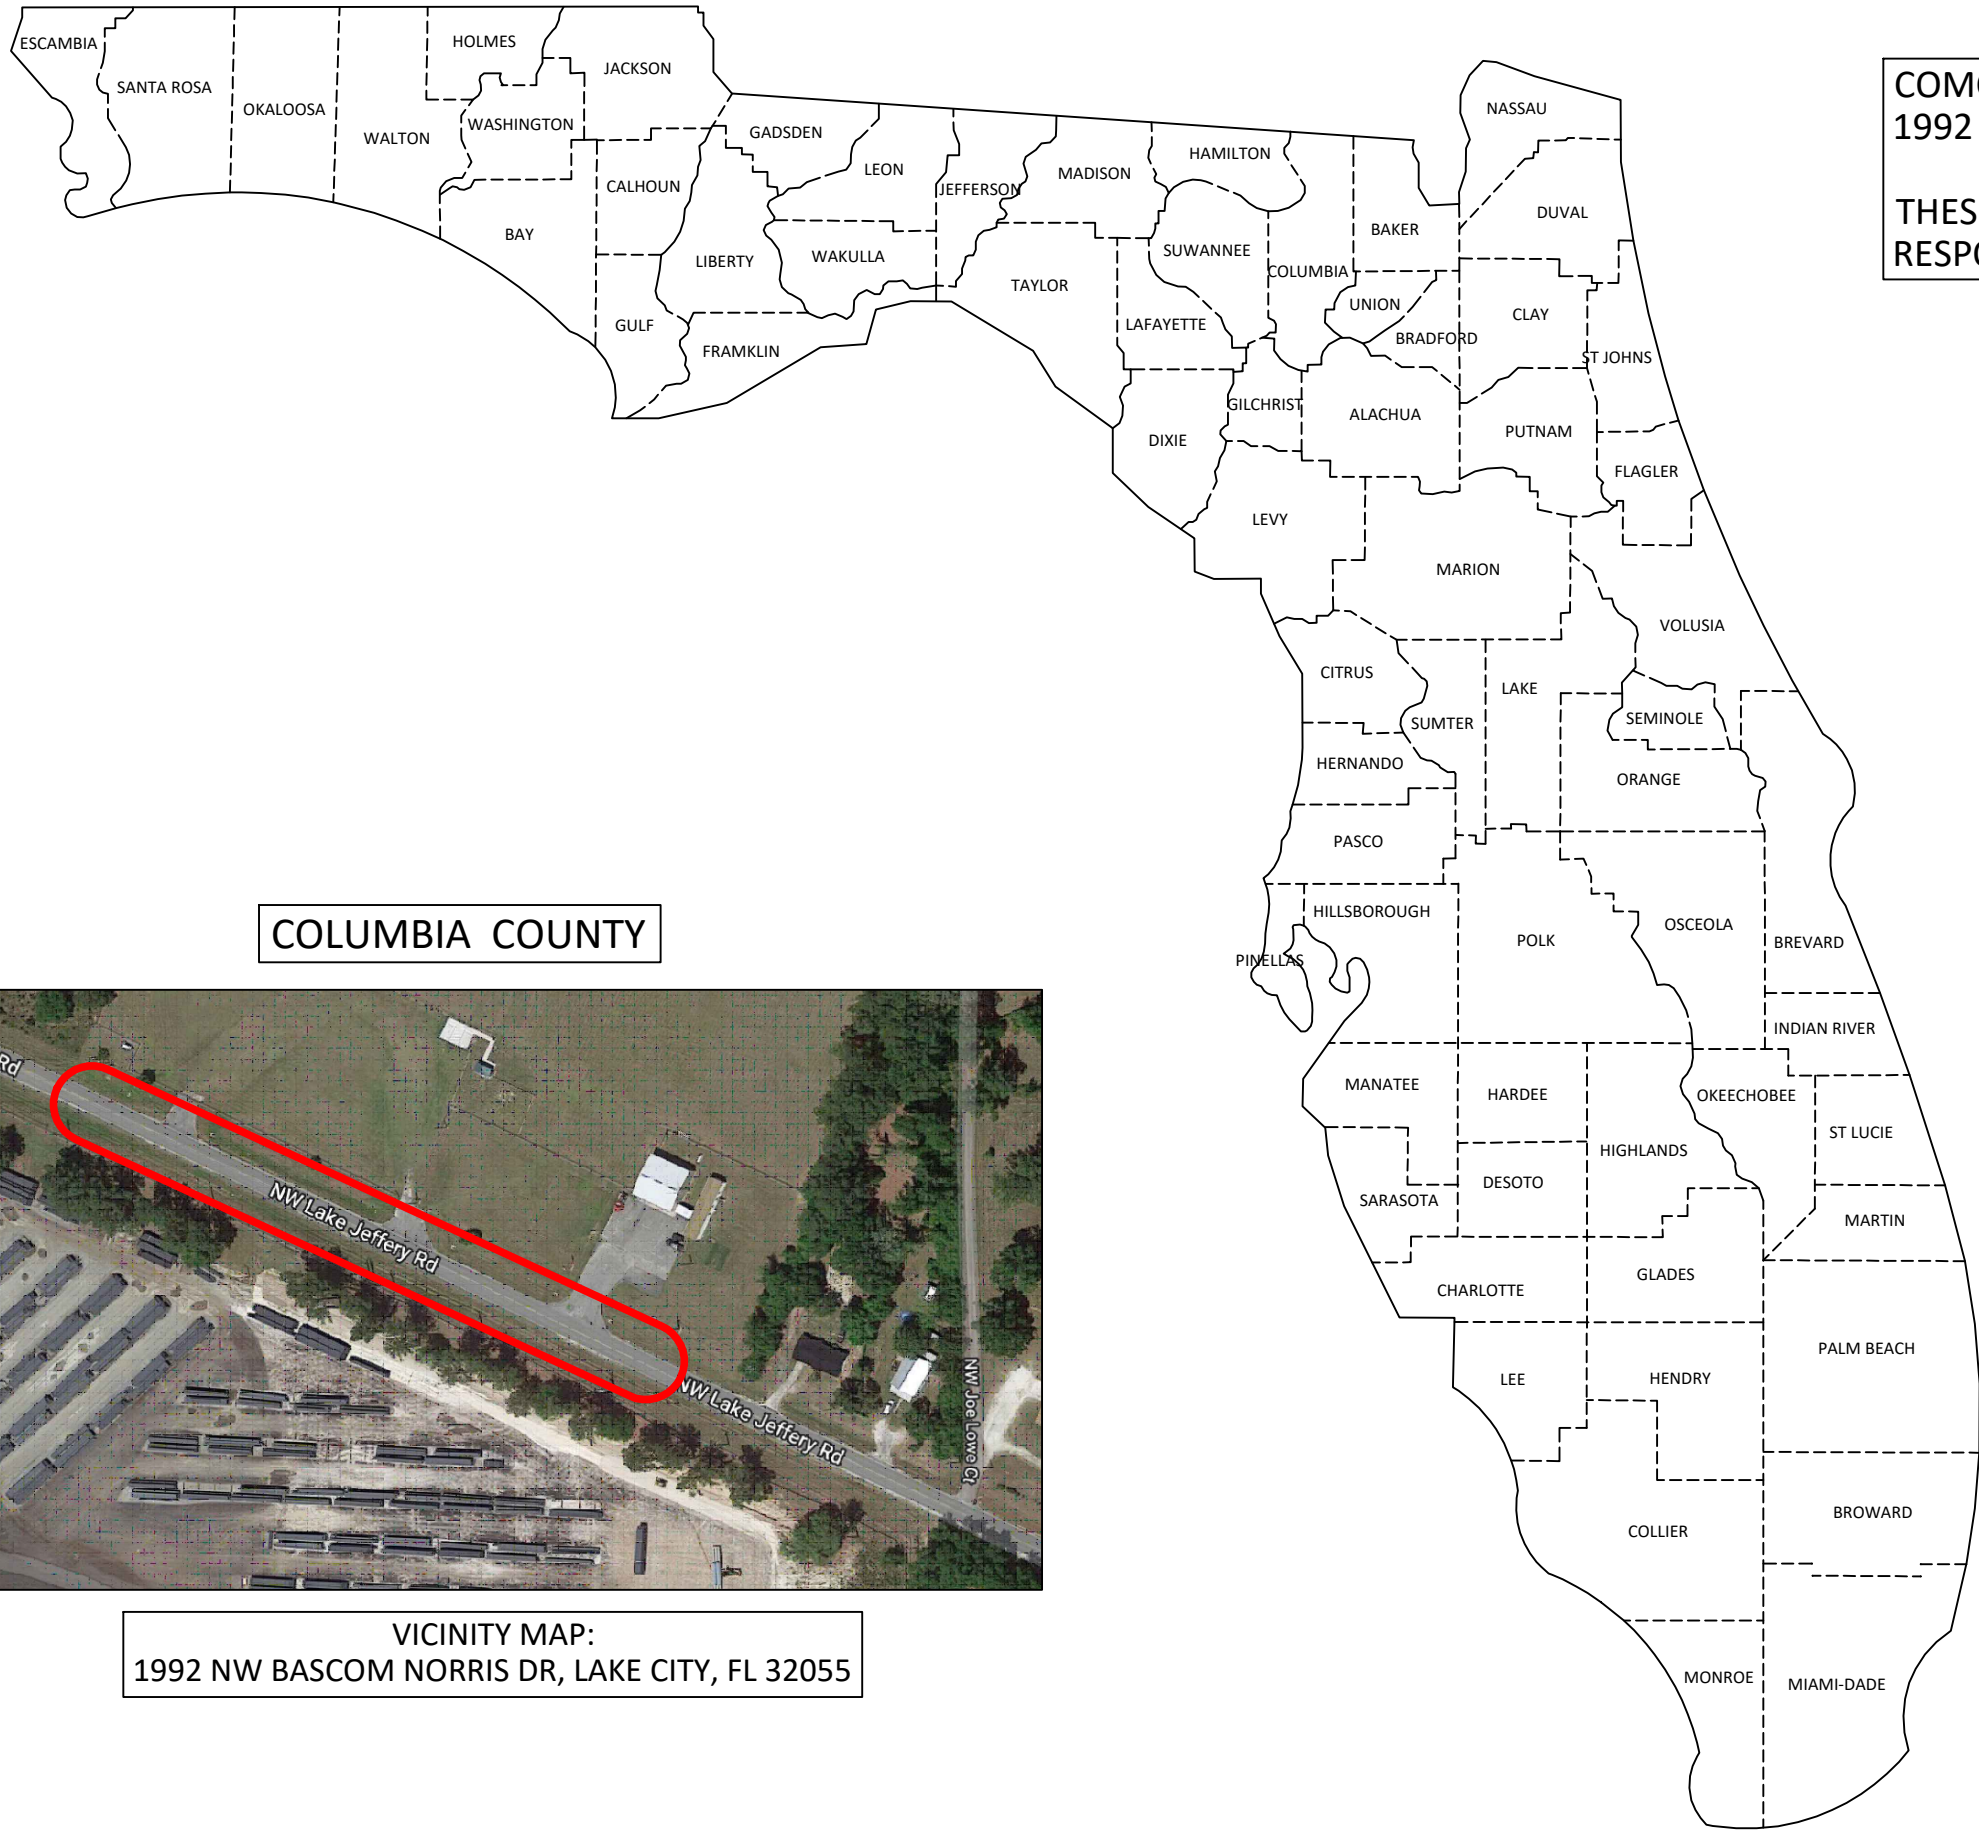 ESCAMBIA
SANTA ROSA
OKALOOSA
WALTON
HOLMES
WASHINGTON
JACKSON
BAY
CALHOUN
GULF
GADSDEN
LIBERTY
FRAMKLIN
LEON
WAKULLA
JEFFERSON
MADISON
TAYLOR
HAMILTON
SUWANNEE
LAFAYETTE
DIXIE
COLUMBIA
GILCHRIST
BAKER
UNION
BRADFORD
ALACHUA
LEVY
NASSAU
DUVAL
CLAY
ST JOHNS
PUTNAM
FLAGLER
MARION
VOLUSIA
CITRUS
SUMTER
LAKE
SEMINOLE
HERNANDO
ORANGE
PASCO
HILLSBOROUGH
PINELLAS
POLK
OSCEOLA
BREVARD
INDIAN RIVER
MANATEE
HARDEE
OKEECHOBEE
ST LUCIE
HIGHLANDS
SARASOTA
DESOTO
MARTIN
CHARLOTTE
GLADES
LEE
HENDRY
PALM BEACH
COLLIER
BROWARD
MONROE
MIAMI-DADE
1992
THES
RESP
COLUMBIA COUNTY
Rd
NW Lake Jeffery Rd
NW Lake Jeffery Rd
NW Joe Lowe Ct
VICINITY MAP:
1992 NW BASCOM NORRIS DR, LAKE CITY, FL 32055